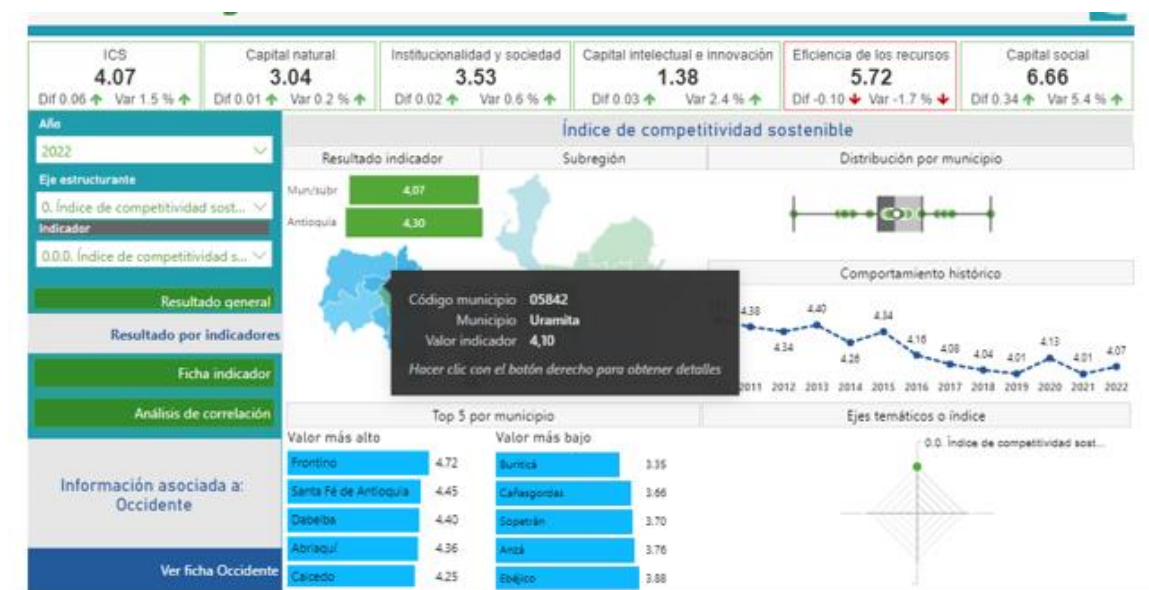 ICS
4.07
Dif 0.06 Var 1.5 %
Capital natural
3.04
Dif 0.01 Var 0.2 %
Institucionalidad y sociedad
3.53
Dif 0.02 Var 0.6 %
Capital intelectual e innovación
1.38
Dif 0.03 Var 2.4 %
Eficiencia de los recursos
5.72
Dif -0.10 Var -1.7 %
Capital social
6.66
Dif 0.34 Var 5.4 %
Año
2022
Eje estructurante
0. Índice de competitividad sost...
Indicador
0.0.0. Índice de competitividad s...
Resultado general
Resultado por indicadores
Ficha indicador
Análisis de correlación
Información asociada a:
Occidente
Ver ficha Occidente
Índice de competitividad sostenible
Resultado indicador
Subregión
Distribución por municipio
Mun/subr 4,07
Antioquia 4,30
Código municipio 05842
Municipio Uramita
Valor indicador 4,10
Hacer clic con el botón derecho para obtener detalles
Comportamiento histórico
4.38 4.34 4.40 4.26 4.34 4.16 4.08 4.04 4.01 4.13 4.01 4.07
2011 2012 2013 2014 2015 2016 2017 2018 2019 2020 2021 2022
Top 5 por municipio
Valor más alto
Frontino 4.72
Santa Fé de Antioquia 4.45
Dabeiba 4.40
Abriaquí 4.36
Caicedo 4.25
Valor más bajo
Buriticá 3.35
Cañasgordas 3.66
Sopetrán 3.70
Anzá 3.76
Ebéjico 3.88
Ejes temáticos o índice
0.0. Índice de competividad sost...